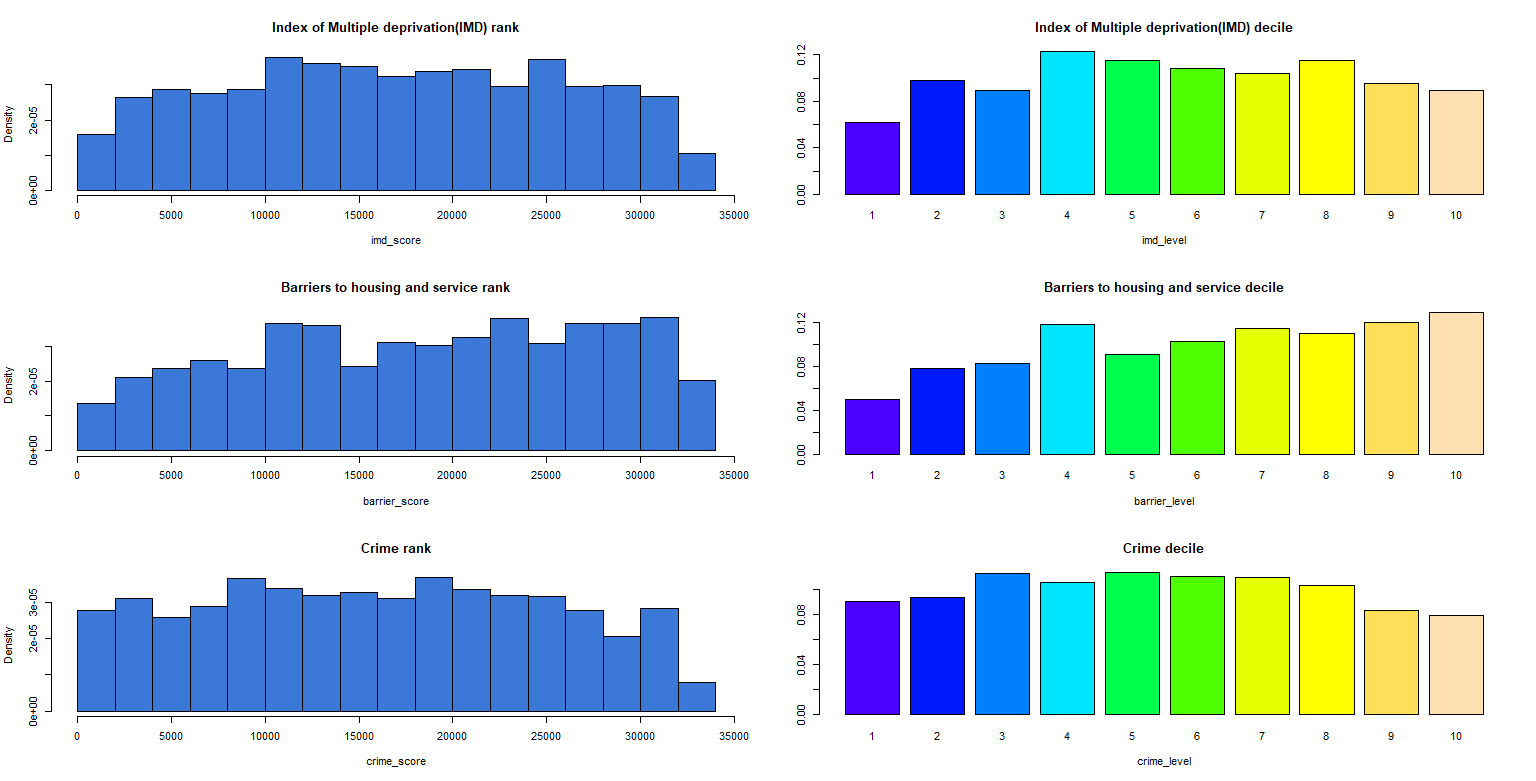 Index of Multiple deprivation(IMD) rank
Density
0e+00 2e-05
0 5000 10000 15000 20000 25000 30000 35000
imd_score
Index of Multiple deprivation(IMD) decile
0.00 0.04 0.08 0.12
1 2 3 4 5 6 7 8 9 10
imd_level
Barriers to housing and service rank
Density
0e+00 2e-05
0 5000 10000 15000 20000 25000 30000 35000
barrier_score
Barriers to housing and service decile
0.00 0.04 0.08 0.12
1 2 3 4 5 6 7 8 9 10
barrier_level
Crime rank
Density
0e+00 2e-05 3e-05
0 5000 10000 15000 20000 25000 30000 35000
crime_score
Crime decile
0.00 0.04 0.08
1 2 3 4 5 6 7 8 9 10
crime_level